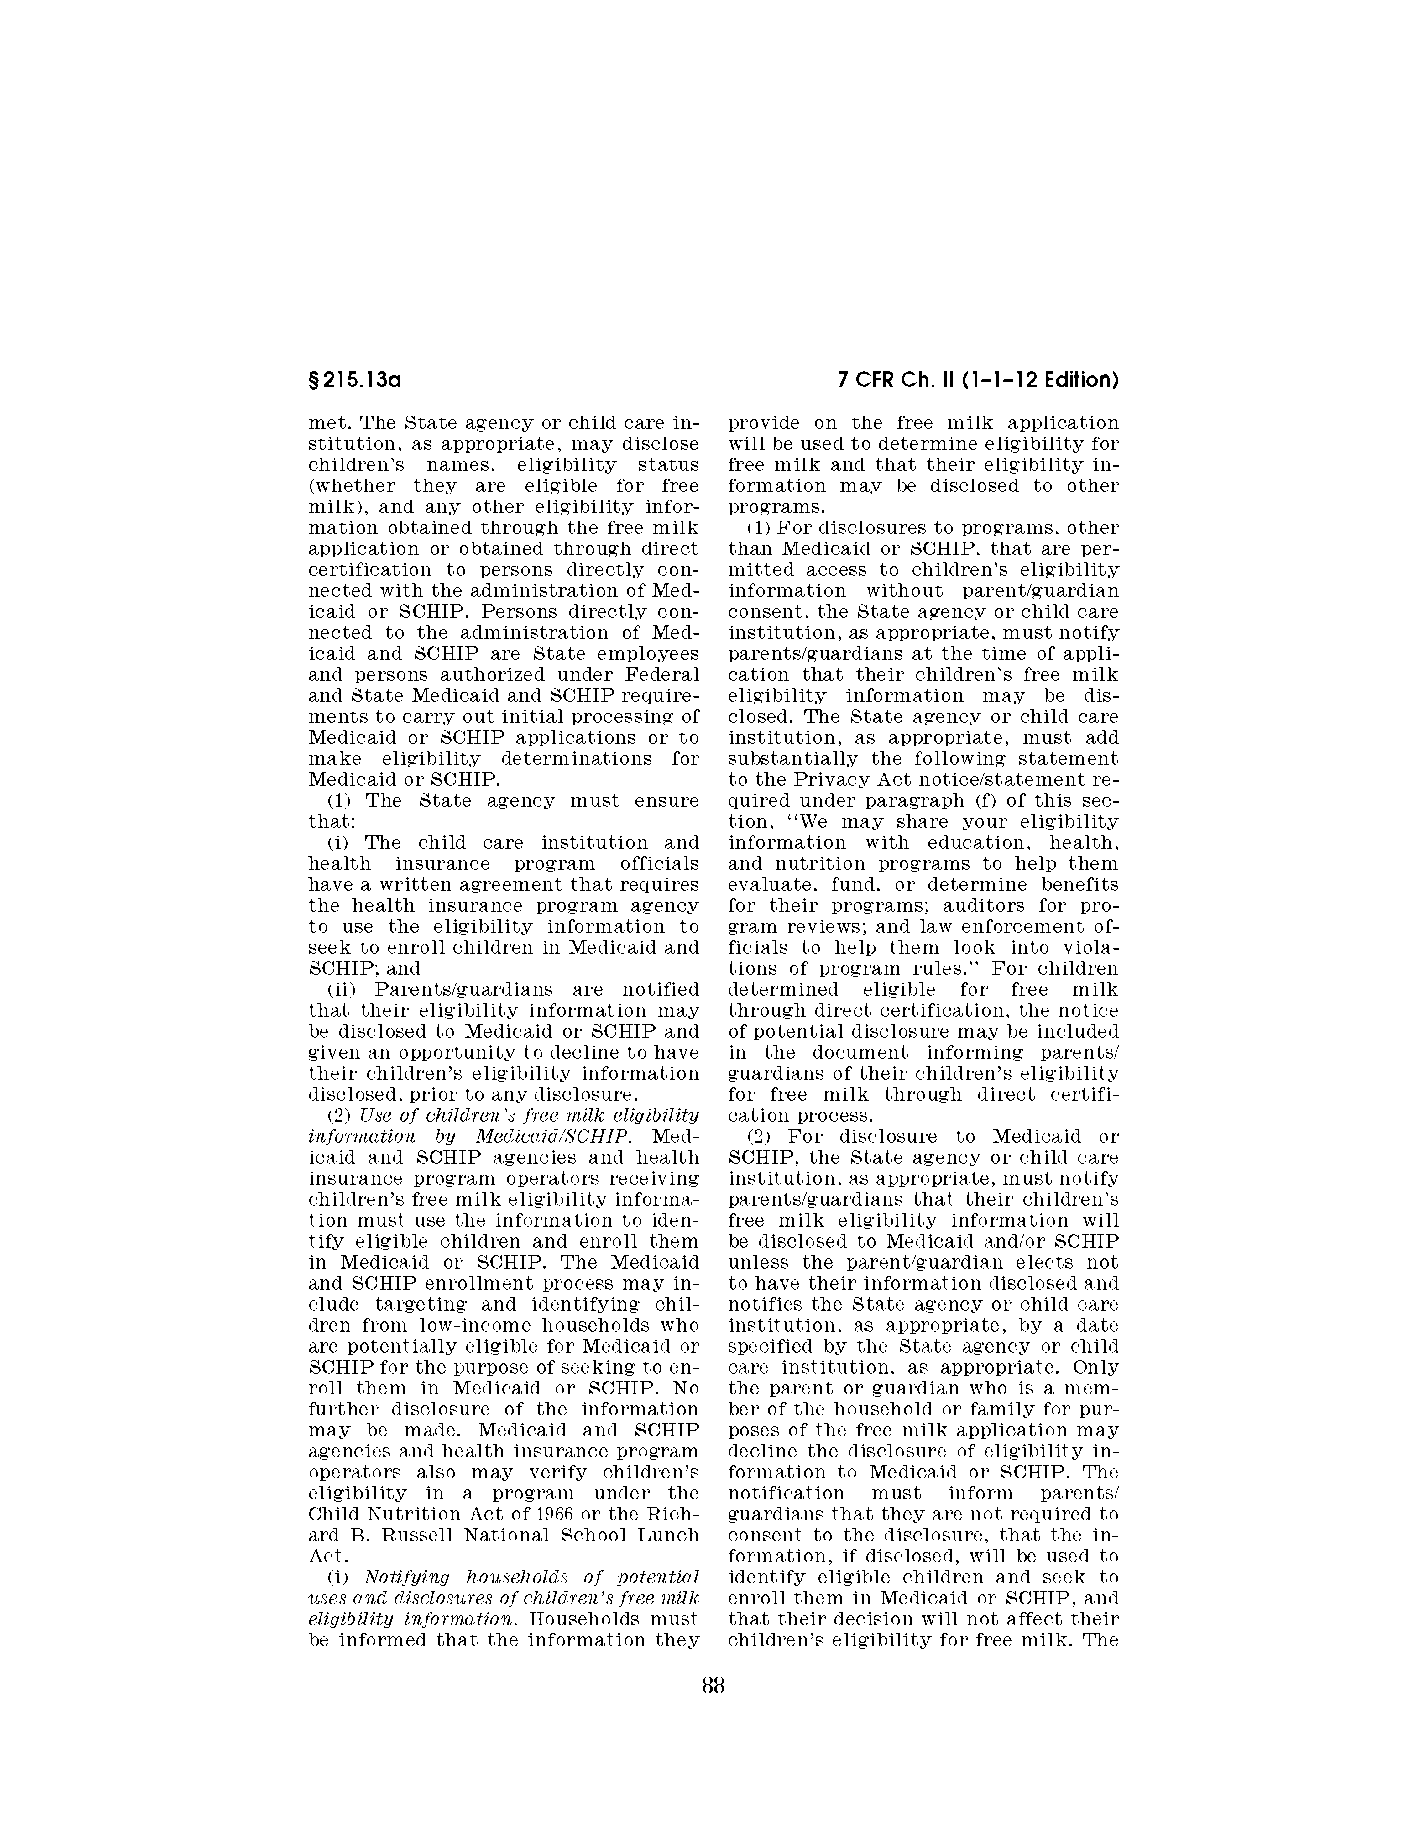 § 215.13a
7 CFR Ch. II (1–1–12 Edition)
met. The State agency or child care in-
stitution, as appropriate, may disclose
children's names, eligibility status
(whether they are eligible for free
milk), and any other eligibility infor-
mation obtained through the free milk
application or obtained through direct
certification to persons directly con-
nected with the administration of Med-
icaid or SCHIP. Persons directly con-
nected to the administration of Med-
icaid and SCHIP are State employees
and persons authorized under Federal
and State Medicaid and SCHIP require-
ments to carry out initial processing of
Medicaid or SCHIP applications or to
make eligibility determinations for
Medicaid or SCHIP.
(1) The State agency must ensure
that:
(i) The child care institution and
health insurance program officials
have a written agreement that requires
the health insurance program agency
to use the eligibility information to
seek to enroll children in Medicaid and
SCHIP; and
(ii) Parents/guardians are notified
that their eligibility information may
be disclosed to Medicaid or SCHIP and
given an opportunity to decline to have
their children's eligibility information
disclosed, prior to any disclosure.
(2) Use of children's free milk eligibility
information by Medicaid/SCHIP. Med-
icaid and SCHIP agencies and health
insurance program operators receiving
children's free milk eligibility informa-
tion must use the information to iden-
tify eligible children and enroll them
in Medicaid or SCHIP. The Medicaid
and SCHIP enrollment process may in-
clude targeting and identifying chil-
dren from low-income households who
are potentially eligible for Medicaid or
SCHIP for the purpose of seeking to en-
roll them in Medicaid or SCHIP. No
further disclosure of the information
may be made. Medicaid and SCHIP
agencies and health insurance program
operators also may verify children's
eligibility in a program under the
Child Nutrition Act of 1966 or the Rich-
ard B. Russell National School Lunch
Act.
(i) Notifying households of potential
uses and disclosures of children's free milk
eligibility information. Households must
be informed that the information they
provide on the free milk application
will be used to determine eligibility for
free milk and that their eligibility in-
formation may be disclosed to other
programs.
(1) For disclosures to programs, other
than Medicaid or SCHIP, that are per-
mitted access to children's eligibility
information without parent/guardian
consent, the State agency or child care
institution, as appropriate, must notify
parents/guardians at the time of appli-
cation that their children's free milk
eligibility information may be dis-
closed. The State agency or child care
institution, as appropriate, must add
substantially the following statement
to the Privacy Act notice/statement re-
quired under paragraph (f) of this sec-
tion, ‘‘We may share your eligibility
information with education, health,
and nutrition programs to help them
evaluate, fund, or determine benefits
for their programs; auditors for pro-
gram reviews; and law enforcement of-
ficials to help them look into viola-
tions of program rules.'' For children
determined eligible for free milk
through direct certification, the notice
of potential disclosure may be included
in the document informing parents/
guardians of their children's eligibility
for free milk through direct certifi-
cation process.
(2) For disclosure to Medicaid or
SCHIP, the State agency or child care
institution, as appropriate, must notify
parents/guardians that their children's
free milk eligibility information will
be disclosed to Medicaid and/or SCHIP
unless the parent/guardian elects not
to have their information disclosed and
notifies the State agency or child care
institution, as appropriate, by a date
specified by the State agency or child
care institution, as appropriate. Only
the parent or guardian who is a mem-
ber of the household or family for pur-
poses of the free milk application may
decline the disclosure of eligibility in-
formation to Medicaid or SCHIP. The
notification must inform parents/
guardians that they are not required to
consent to the disclosure, that the in-
formation, if disclosed, will be used to
identify eligible children and seek to
enroll them in Medicaid or SCHIP, and
that their decision will not affect their
children's eligibility for free milk. The
88